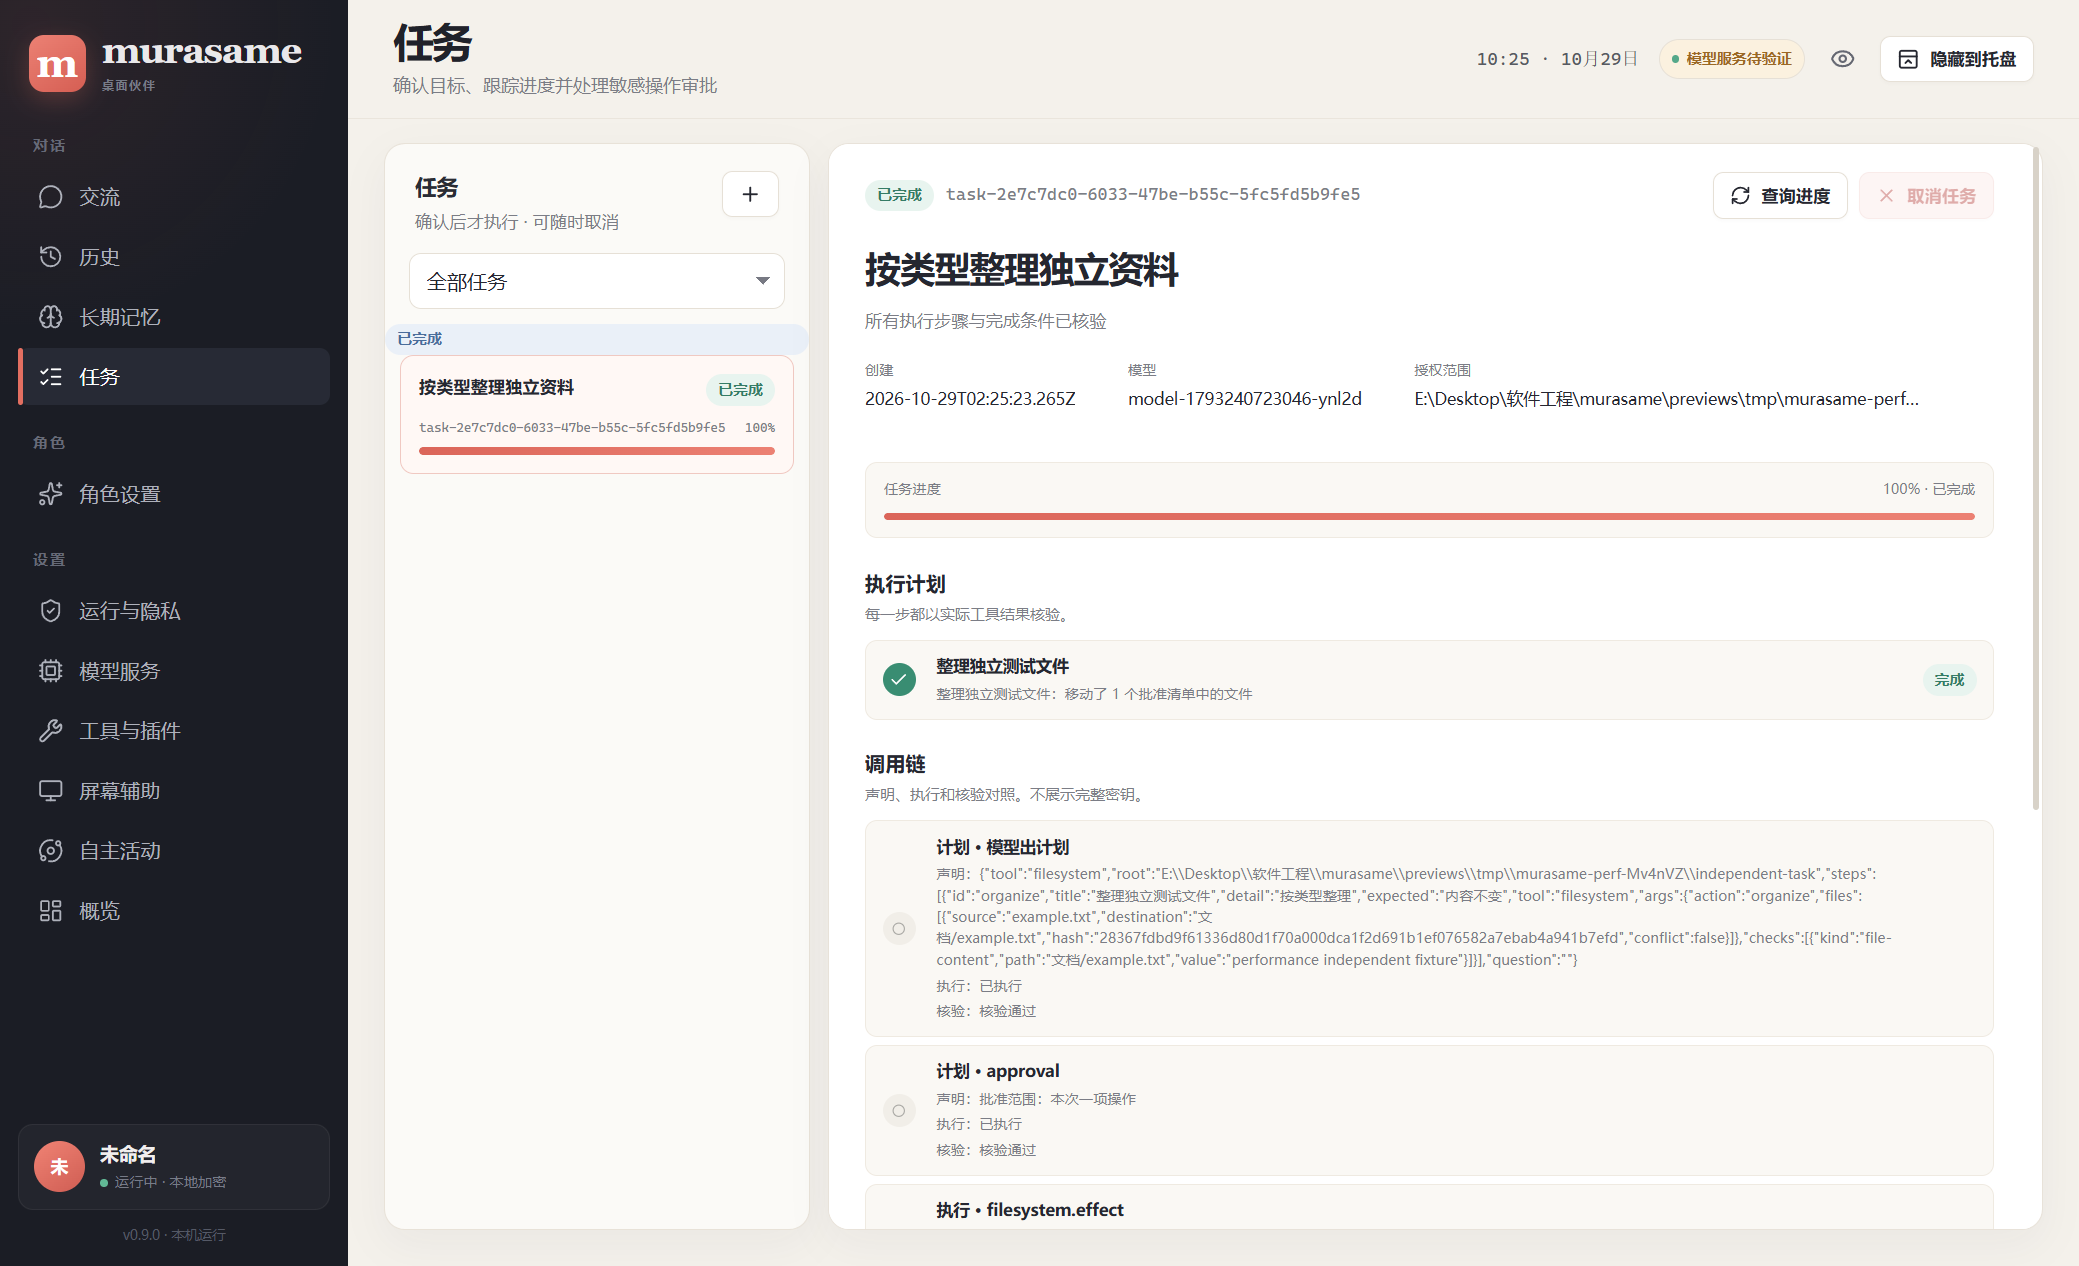 m
murasame
桌面伙伴
对话
交流
历史
长期记忆
任务
角色
角色设置
设置
运行与隐私
模型服务
工具与插件
屏幕辅助
自主活动
概览
未
未命名
运行中 · 本地加密
v0.9.0 · 本机运行
任务
确认目标、跟踪进度并处理敏感操作审批
10:25 · 10月29日
模型服务待验证
隐藏到托盘
任务
确认后才执行 · 可随时取消
全部任务
已完成
按类型整理独立资料
已完成
task-2e7c7dc0-6033-47be-b55c-5fc5fd5b9fe5 100%
已完成 task-2e7c7dc0-6033-47be-b55c-5fc5fd5b9fe5
查询进度
取消任务
按类型整理独立资料
所有执行步骤与完成条件已核验
创建
2026-10-29T02:25:23.265Z
模型
model-1793240723046-ynl2d
授权范围
E:\Desktop\软件工程\murasame\previews\tmp\murasame-perf...
任务进度
100% · 已完成
执行计划
每一步都以实际工具结果核验。
整理独立测试文件
整理独立测试文件：移动了 1 个批准清单中的文件
完成
调用链
声明、执行和核验对照。不展示完整密钥。
计划 • 模型出计划
声明：{"tool":"filesystem","root":"E:\\Desktop\\软件工程\\murasame\\previews\\tmp\\murasame-perf-Mv4nVZ\\independent-task","steps":
[{"id":"organize","title":"整理独立测试文件","detail":"按类型整理","expected":"内容不变","tool":"filesystem","args":{"action":"organize","files":
[{"source":"example.txt","destination":"文
档/example.txt","hash":"28367fdbd9f61336d80d1f70a000dca1f2d691b1ef076582a7ebab4a941b7efd","conflict":false}]},"checks":[{"kind":"file-
content","path":"文档/example.txt","value":"performance independent fixture"}]}],"question":""}
执行：已执行
核验：核验通过
计划 • approval
声明：批准范围：本次一项操作
执行：已执行
核验：核验通过
执行 • filesystem.effect